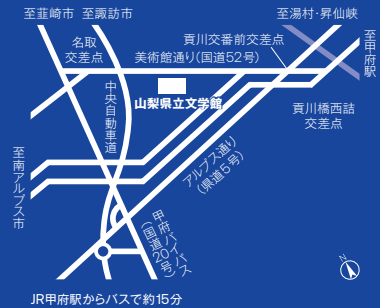 至韮崎市 至諏訪市 至湯村・昇仙峡
名取
交差点
貢川交番前交差点
美術館通り(国道52号)
至甲府駅
中央自動車道
山梨県立文学館
貢川橋西詰
交差点
至南アルプス市
アルプス通り
(県道5号)
甲府バイパス
(国道20号)
N
JR甲府駅からバスで約15分